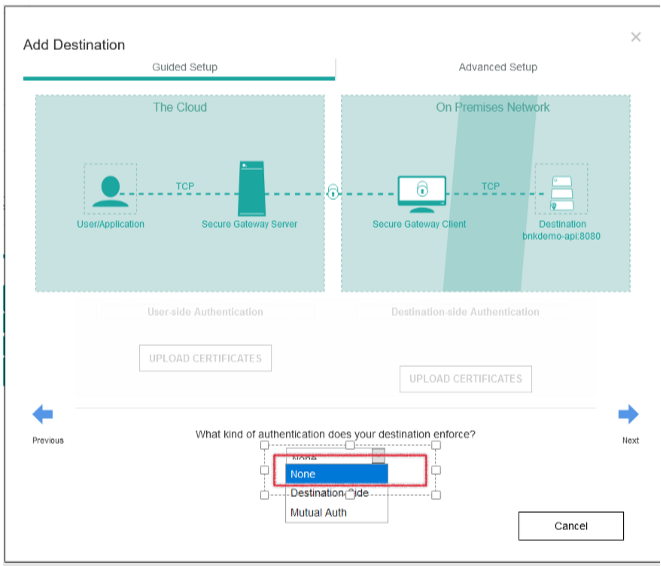 Add Destination
Guided Setup
Advanced Setup
The Cloud
On Premises Network
TCP
TCP
User/Application
Secure Gateway Server
Secure Gateway Client
Destination
bnkdemo-api:8080
User-side Authentication
Destination-side Authentication
UPLOAD CERTIFICATES
UPLOAD CERTIFICATES
Previous
Next
What kind of authentication does your destination enforce?
None
None
Destination-Side
Mutual Auth
Cancel